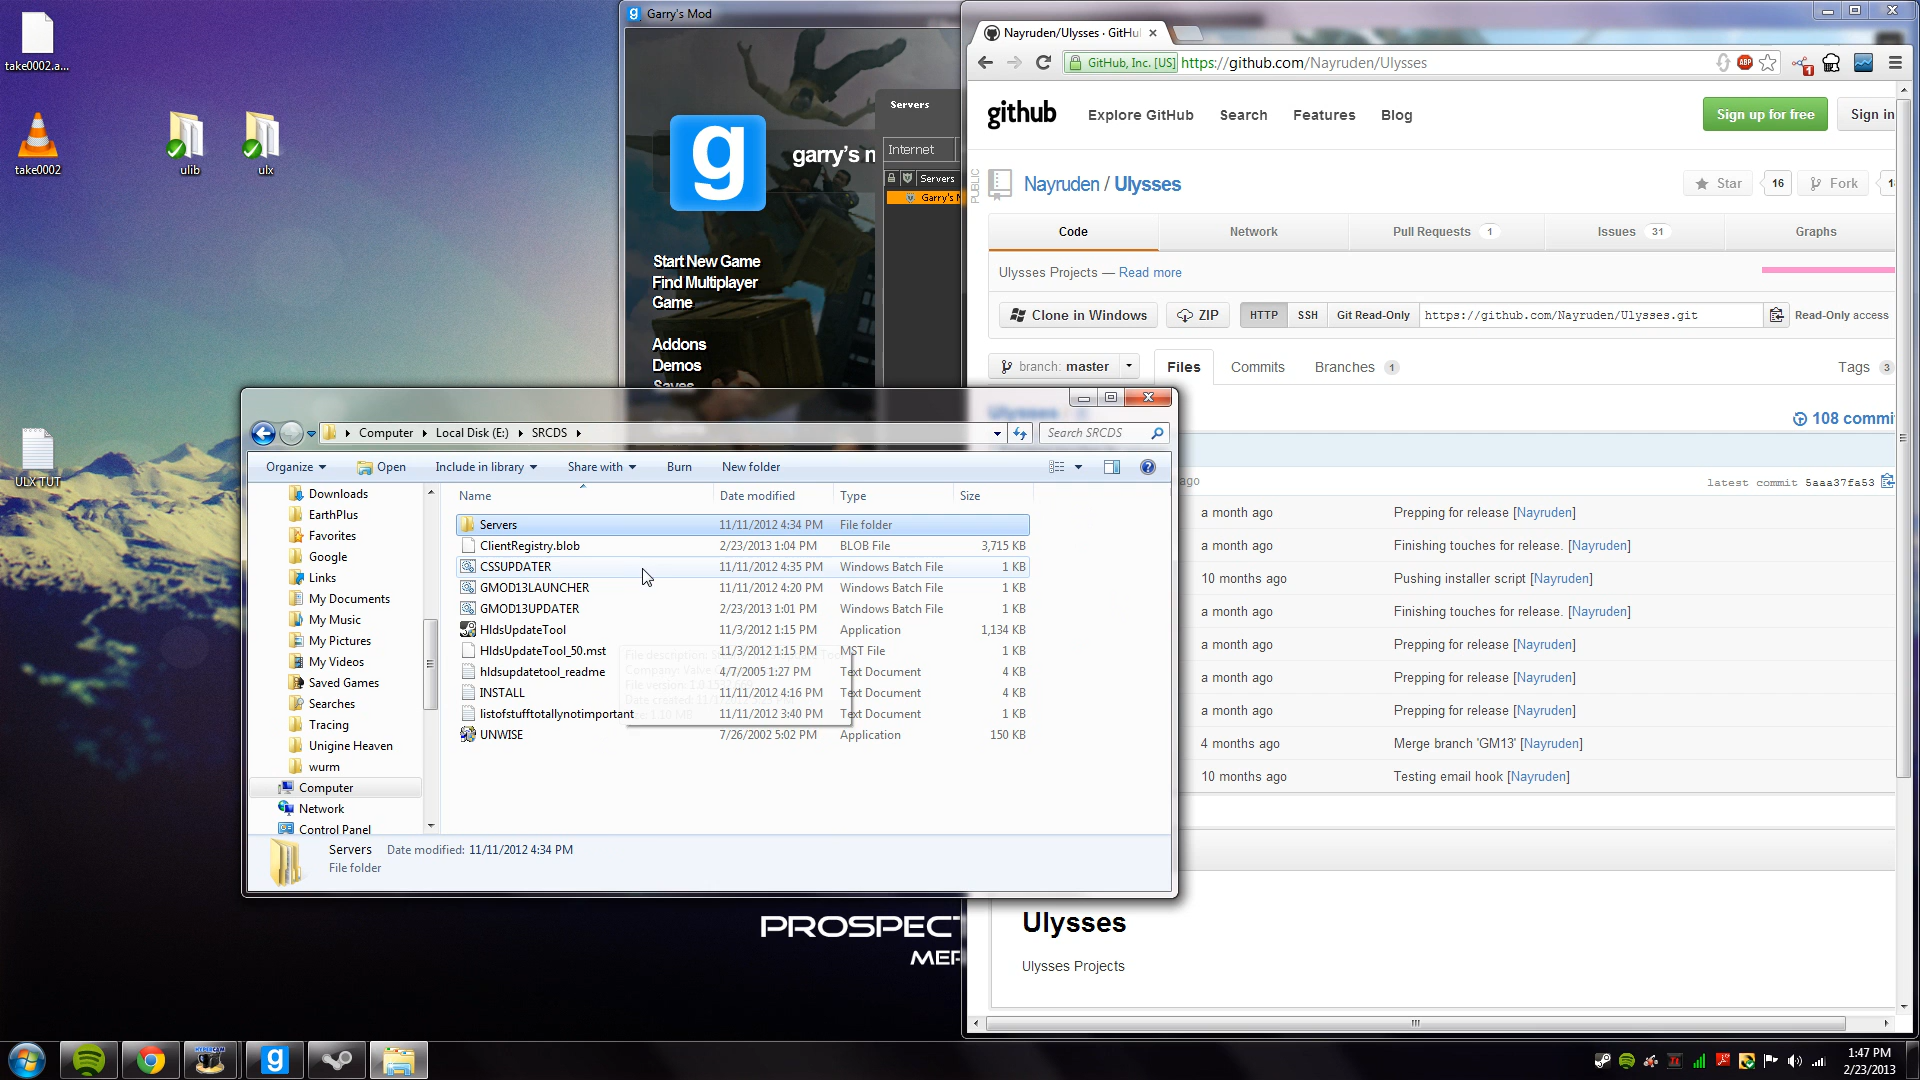 take0002.a...
take0002
ulib
ulx
ULX TUT
Garry's Mod
g
garry's m
Start New Game
Find Multiplayer
Game
Addons
Demos
Saves
Servers
Internet
Servers
Garry's M
Nayruden/Ulysses · GitHu
GitHub, Inc. [US] https://github.com/Nayruden/Ulysses
ABP
1
github
Explore GitHub Search Features Blog
Sign up for free
Sign in
PUBLIC
Nayruden / Ulysses
Star 16 Fork
Code Network Pull Requests 1 Issues 31 Graphs
Ulysses Projects — Read more
Clone in Windows ZIP HTTP SSH Git Read-Only https://github.com/Nayruden/Ulysses.git Read-Only access
branch: master Files Commits Branches 1 Tags 3
108 commi
ago
latest commit 5aaa37fa53
a month ago Prepping for release [Nayruden]
a month ago Finishing touches for release. [Nayruden]
10 months ago Pushing installer script [Nayruden]
a month ago Finishing touches for release. [Nayruden]
a month ago Prepping for release [Nayruden]
a month ago Prepping for release [Nayruden]
a month ago Prepping for release [Nayruden]
4 months ago Merge branch 'GM13' [Nayruden]
10 months ago Testing email hook [Nayruden]
Ulysses
Ulysses Projects
Computer Local Disk (E:) SRCDS
Search SRCDS
Organize Open Include in library Share with Burn New folder
Downloads
EarthPlus
Favorites
Google
Links
My Documents
My Music
My Pictures
My Videos
Saved Games
Searches
Tracing
Unigine Heaven
wurm
Computer
Network
Control Panel
Name Date modified Type Size
Servers 11/11/2012 4:34 PM File folder
ClientRegistry.blob 2/23/2013 1:04 PM BLOB File 3,715 KB
CSSUPDATER 11/11/2012 4:35 PM Windows Batch File 1 KB
GMOD13LAUNCHER 11/11/2012 4:20 PM Windows Batch File 1 KB
GMOD13UPDATER 2/23/2013 1:01 PM Windows Batch File 1 KB
HldsUpdateTool 11/3/2012 1:15 PM Application 1,134 KB
HldsUpdateTool_50.mst 11/3/2012 1:15 PM MST File 1 KB
hldsupdatetool_readme 4/7/2005 1:27 PM Text Document 4 KB
INSTALL 11/11/2012 4:16 PM Text Document 4 KB
listofstufftotallynotimportant 11/11/2012 3:40 PM Text Document 1 KB
UNWISE 7/26/2002 5:02 PM Application 150 KB
Servers Date modified: 11/11/2012 4:34 PM
File folder
PROSPEC
MER
1:47 PM
2/23/2013